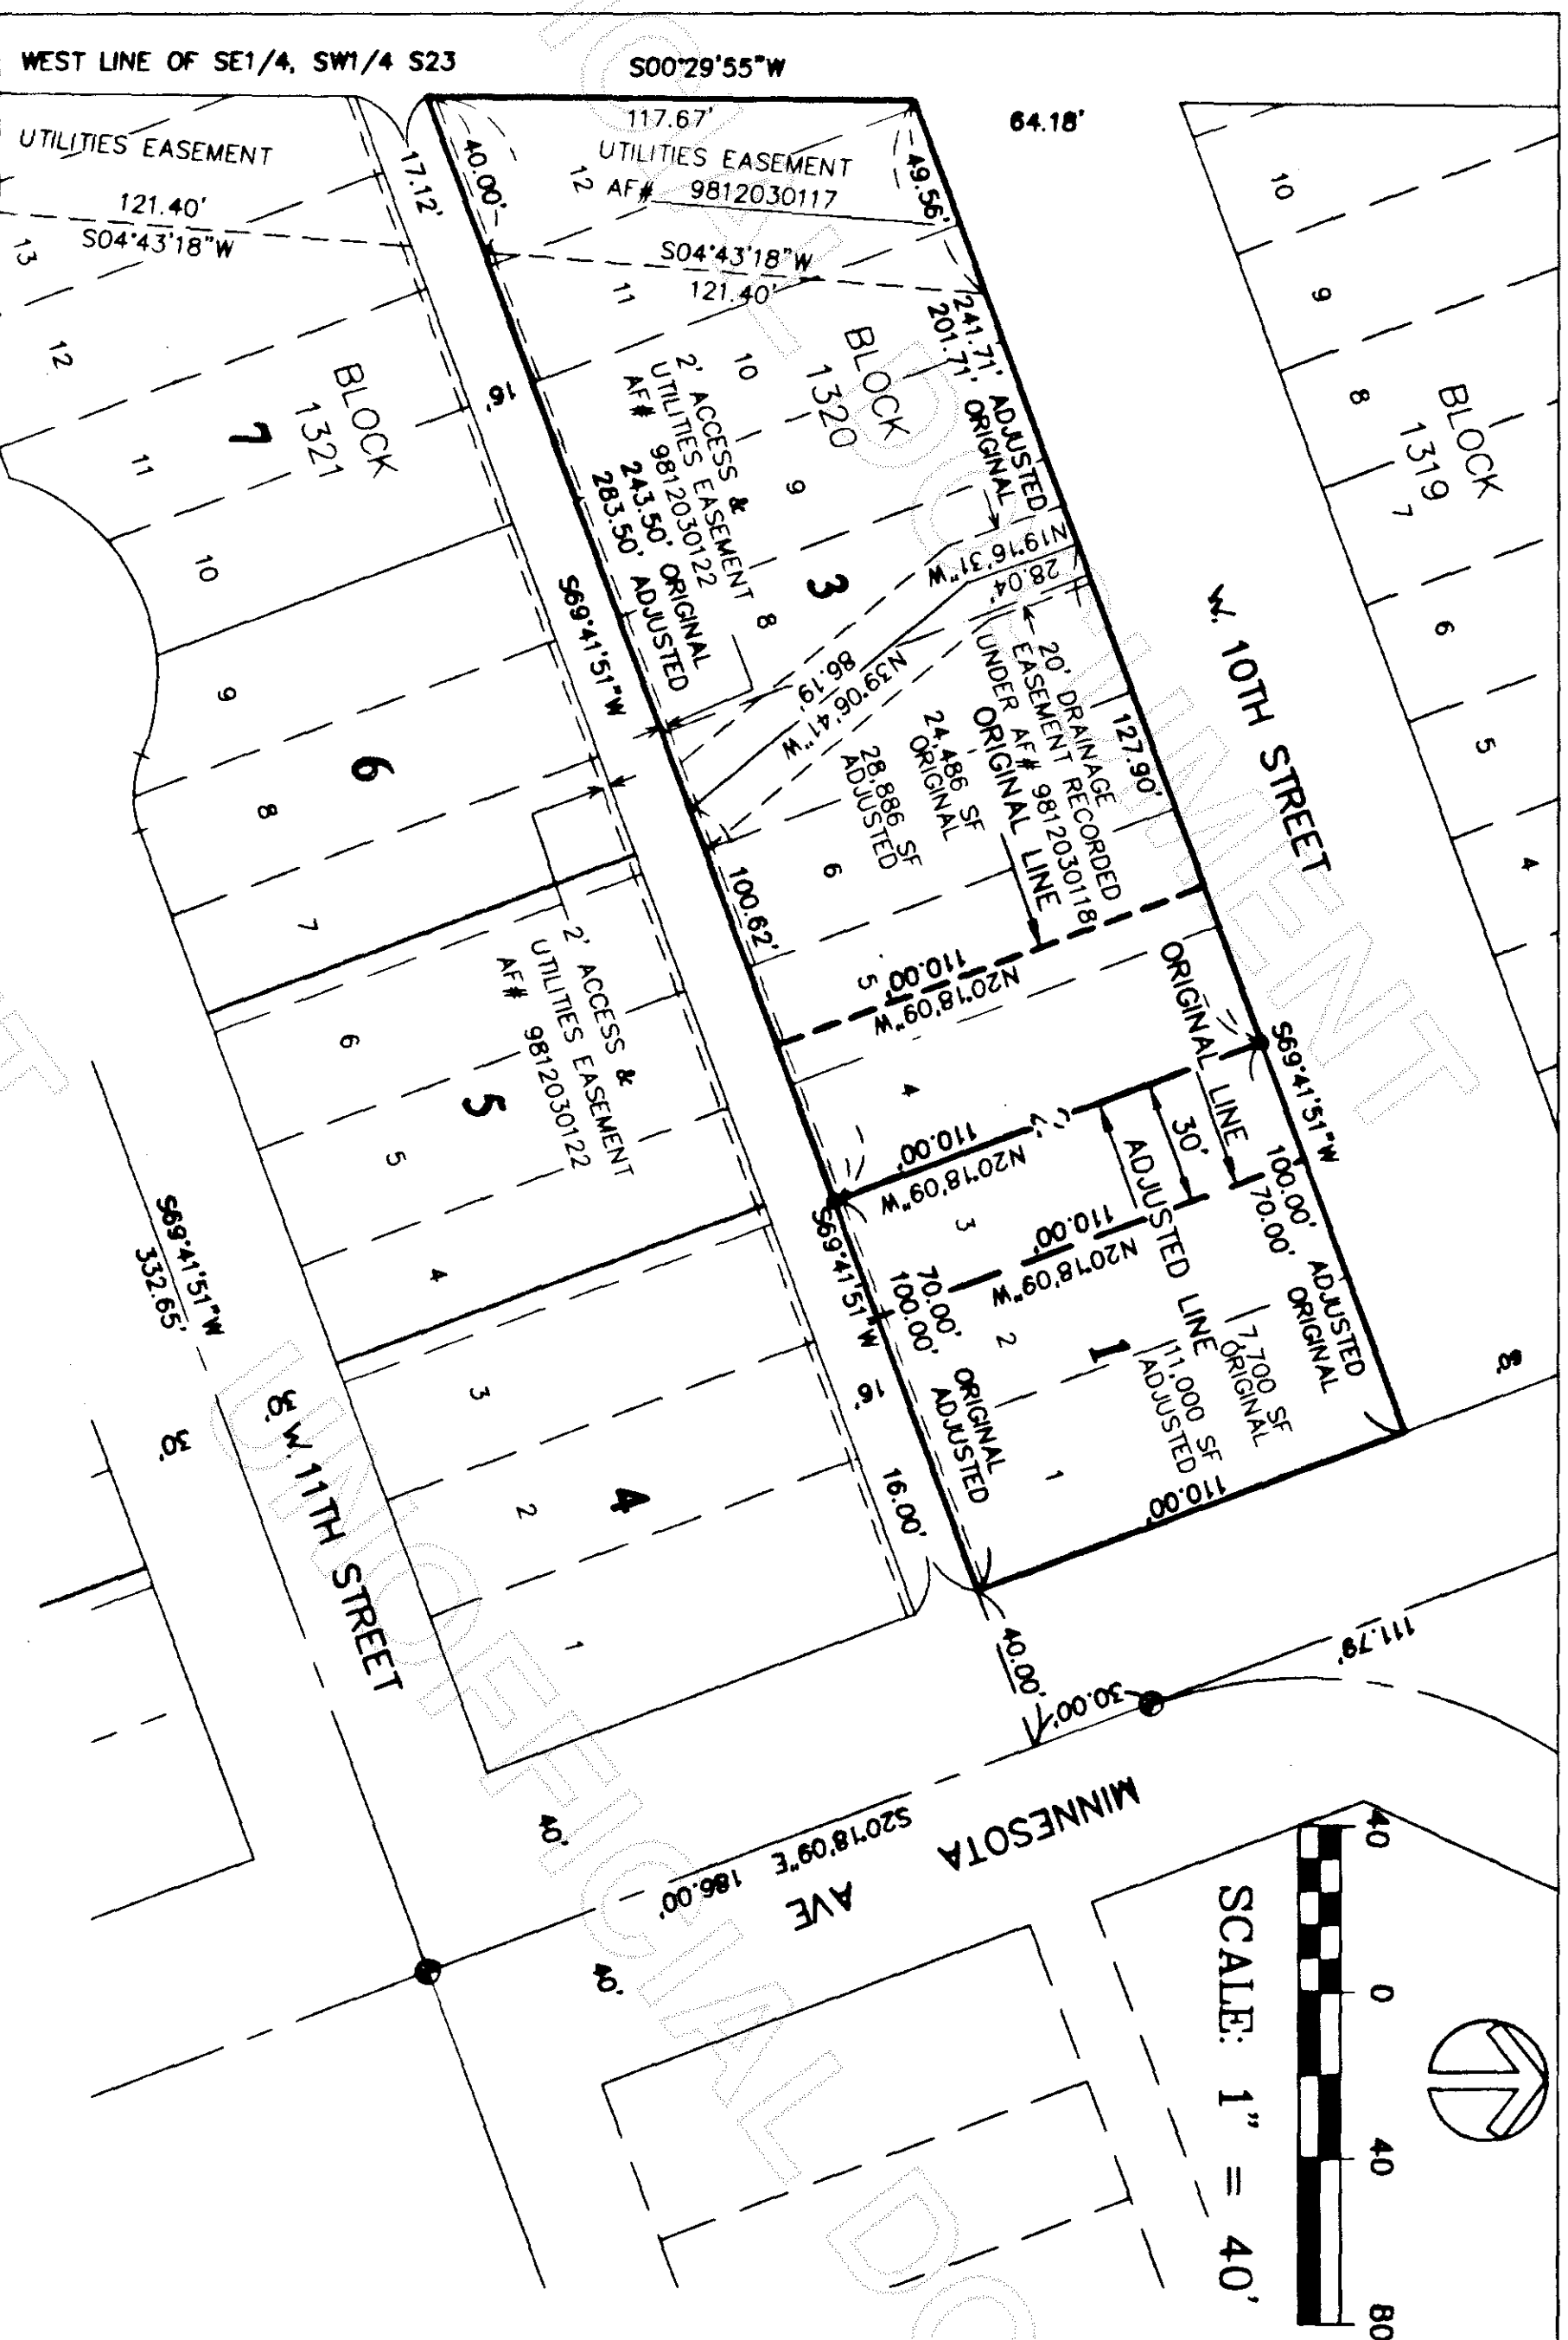 WEST LINE OF SE1/4, SW1/4 S23
S00°29'55"W
64.18'
117.67'
UTILITIES EASEMENT
AF# 9812030117
49.56'
S04°43'18"W
121.40'
UTILITIES EASEMENT
121.40'
S04°43'18"W
17.12'
40.00'
10
9
8
7
6
5
4
BLOCK
1319
W. 10TH STREET
12
11
10
9
8
6
5
4
3
2
1
BLOCK
1320
241.71' ADJUSTED
201.71' ORIGINAL
2' ACCESS &
UTILITIES EASEMENT
AF# 9812030122
243.50' ORIGINAL
283.50' ADJUSTED
3
N19°16'31"W
28.04'
N39°06'41"W
86.19'
20' DRAINAGE
EASEMENT RECORDED
UNDER AF# 9812030118
ORIGINAL LINE
127.90'
24,486 SF
ORIGINAL
28,886 SF
ADJUSTED
100.62'
110.00'
N20°18'09"W
ORIGINAL LINE
S69°41'51"W
100.00' ADJUSTED
70.00' ORIGINAL
30'
ADJUSTED LINE
110.00'
N20°18'09"W
110.00'
N20°18'09"W
1
7,700 SF
ORIGINAL
11,000 SF
ADJUSTED
110.00'
S69°41'51"W
70.00' ORIGINAL
100.00' ADJUSTED
16'
16.00'
40.00'
30.00'
111.79'
S69°41'51"W
16'
13
12
11
10
9
8
7
6
5
4
3
2
1
BLOCK
1321
7
6
5
4
2' ACCESS &
UTILITIES EASEMENT
AF# 9812030122
S69°41'51"W
332.65'
W. 11TH STREET
MINNESOTA AVE
S20°18'09"E 186.00'
40'
40'
40 0 40 80
SCALE: 1" = 40'
UNOFFICIAL DOCUMENT